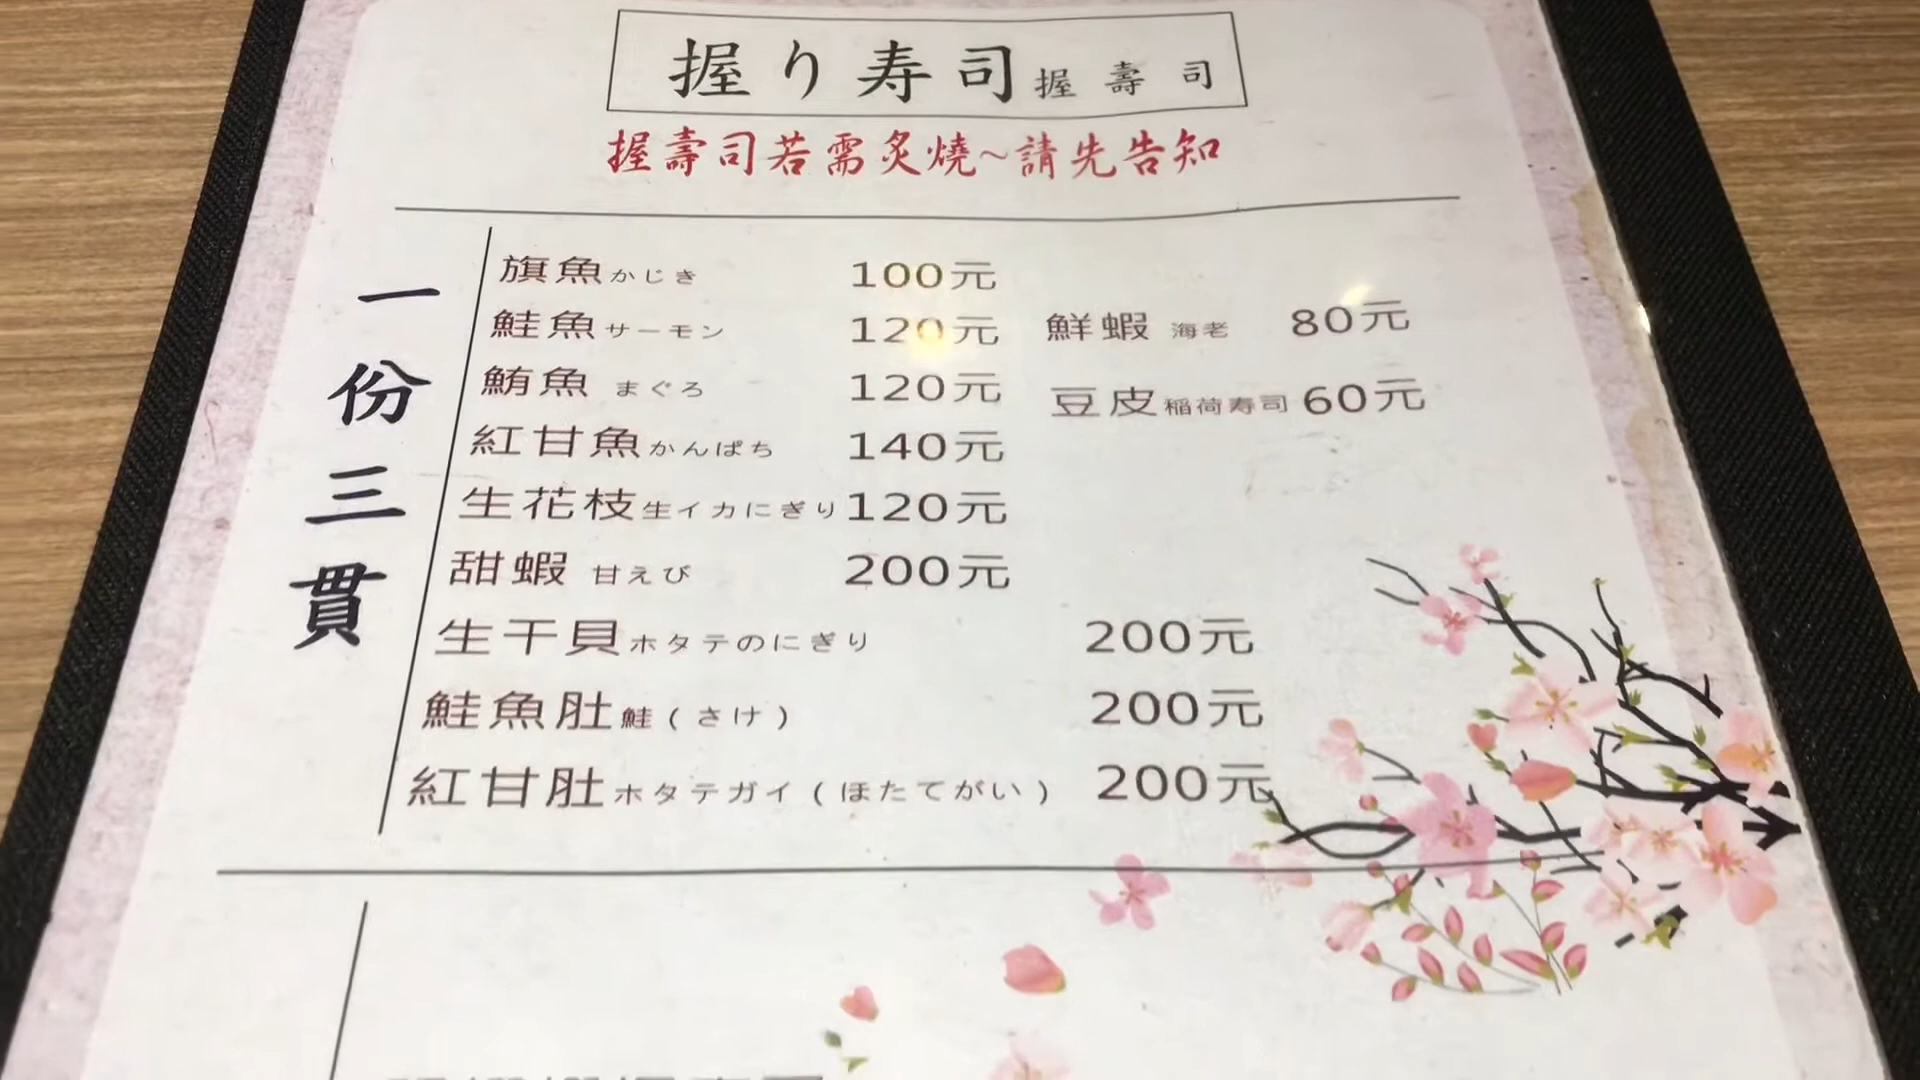 握り寿司 握壽司
握壽司若需炙燒~請先告知
一份三貫
旗魚かじき 100元
鮭魚サーモン 120元
鮪魚 まぐろ 120元
紅甘魚かんぱち 140元
生花枝生イカにぎり 120元
甜蝦 甘えび 200元
生干貝ホタテのにぎり 200元
鮭魚肚鮭(さけ) 200元
紅甘肚ホタテガイ(ほたてがい) 200元
鮮蝦 海老 80元
豆皮稲荷寿司 60元